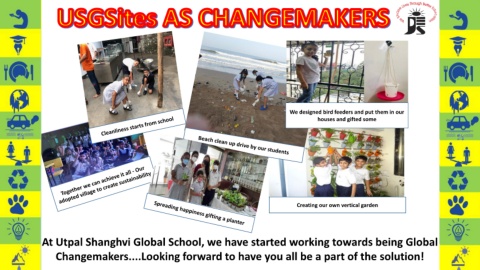 USGSites AS CHANGEMAKERS
Cleanliness starts from school
Beach clean up drive by our students
We designed bird feeders and put them in our
houses and gifted some
Together we can achieve it all - Our
adopted village to create sustainability
Spreading happiness gifting a planter
Creating our own vertical garden
At Utpal Shanghvi Global School, we have started working towards being Global
Changemakers....Looking forward to have you all be a part of the solution!